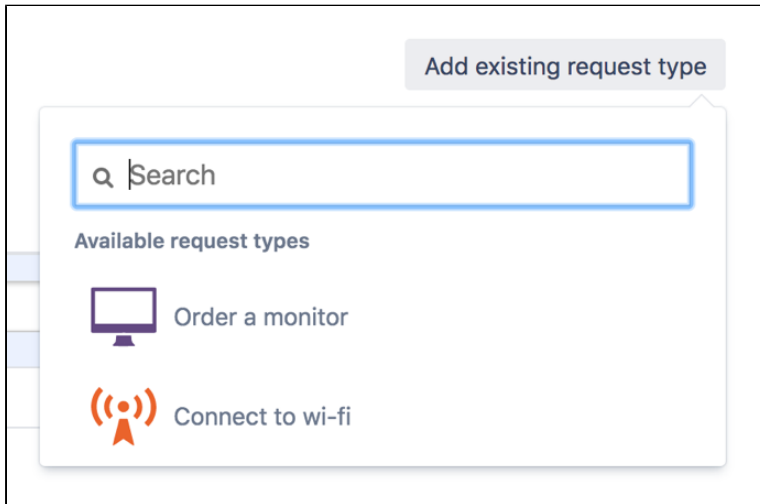 Add existing request type
Search
Available request types
Order a monitor
Connect to wi-fi